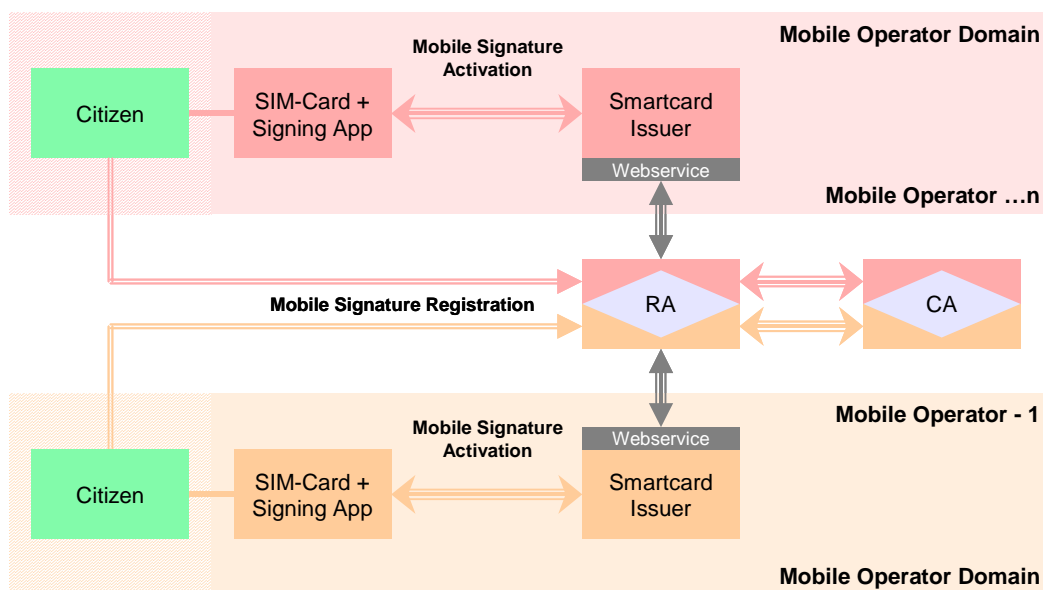 Mobile Operator Domain
Mobile Signature
Activation
Citizen
SIM-Card +
Signing App
Smartcard
Issuer
Webservice
Mobile Operator …n
Mobile Signature Registration
RA
CA
Mobile Operator - 1
Mobile Signature
Activation
Webservice
Citizen
SIM-Card +
Signing App
Smartcard
Issuer
Mobile Operator Domain